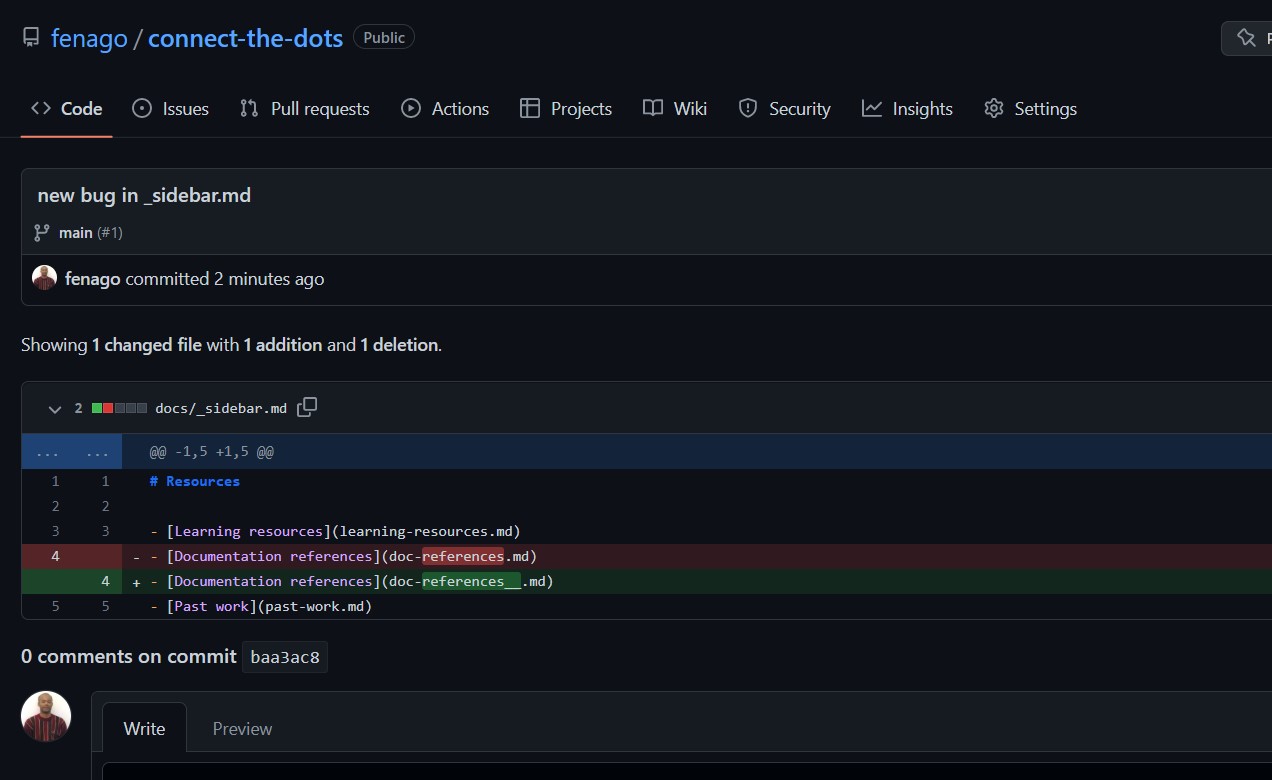 fenago / connect-the-dots Public
Code Issues Pull requests Actions Projects Wiki Security Insights Settings
new bug in _sidebar.md
main (#1)
fenago committed 2 minutes ago
Showing 1 changed file with 1 addition and 1 deletion.
2 docs/_sidebar.md
... ... @@ -1,5 +1,5 @@
1 1 # Resources
2 2
3 3 - [Learning resources](learning-resources.md)
4 - - [Documentation references](doc-references.md)
4 + - [Documentation references](doc-references__.md)
5 5 - [Past work](past-work.md)
0 comments on commit baa3ac8
Write Preview